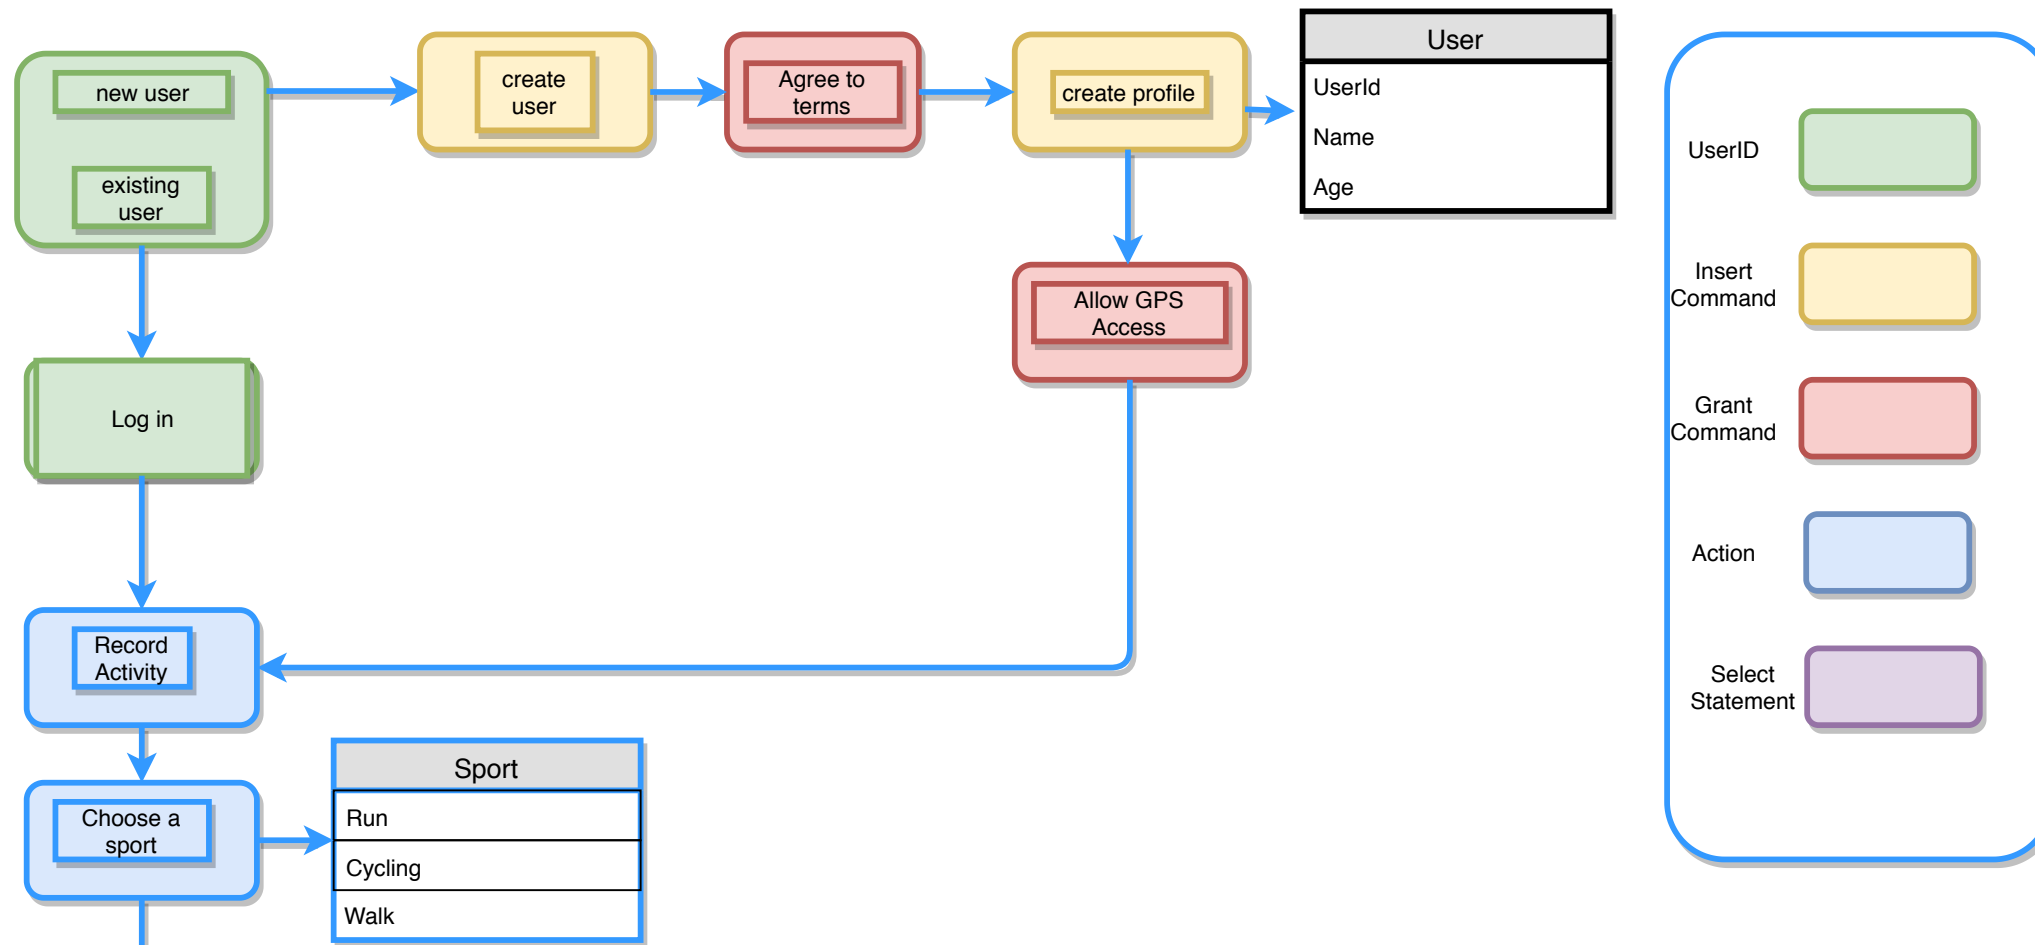 new user
existing
user
create
user
Agree to
terms
create profile
User
UserId
Name
Age
Allow GPS
Access
Log in
Record
Activity
Choose a
sport
Sport
Run
Cycling
Walk
UserID
Insert
Command
Grant
Command
Action
Select
Statement